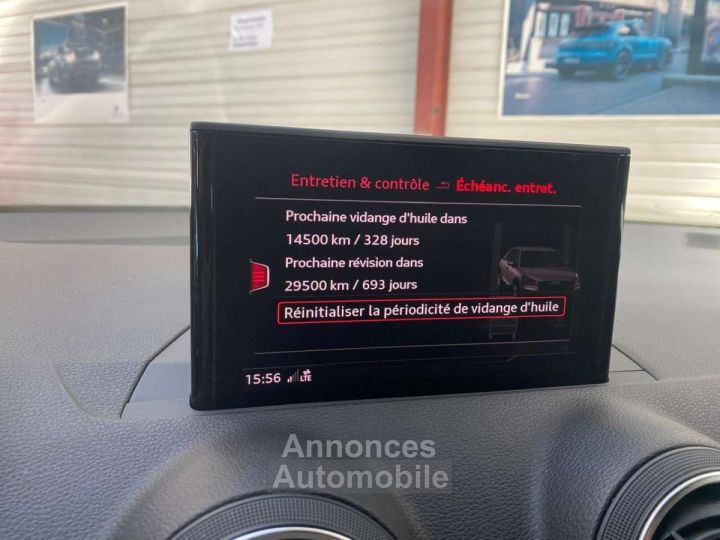 Entretien & contrôle Échéanc. entret.
Prochaine vidange d'huile dans
14500 km / 328 jours
Prochaine révision dans
29500 km / 693 jours
Réinitialiser la périodicité de vidange d'huile
15:56 LTE
Annonces
Automobile